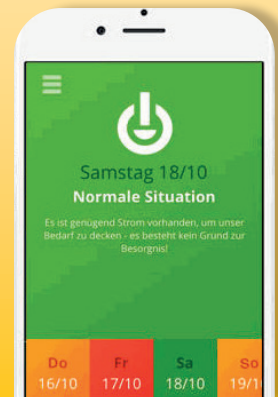 Samstag 18/10
Normale Situation
Es ist genügend Strom vorhanden, um unser
Bedarf zu decken - es besteht kein Grund zur
Besorgnis!
Do Fr Sa So
16/10 17/10 18/10 19/1